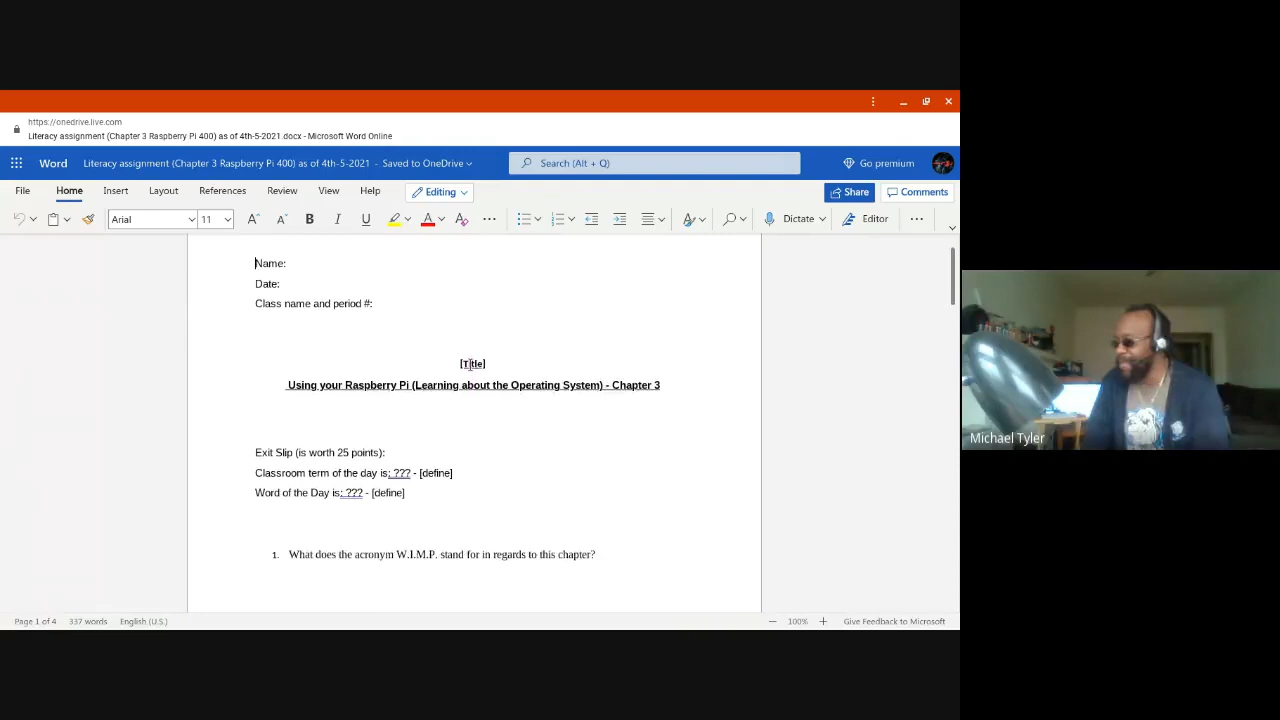 https://onedrive.live.com
Literacy assignment (Chapter 3 Raspberry Pi 400) as of 4th-5-2021.docx - Microsoft Word Online
Word Literacy assignment (Chapter 3 Raspberry Pi 400) as of 4th-5-2021 - Saved to OneDrive Search (Alt + Q) Go premium
File Home Insert Layout References Review View Help Editing Share Comments
Arial 11 B I U A Dictate Editor
Name:
Date:
Class name and period #:
[Title]
Using your Raspberry Pi (Learning about the Operating System) - Chapter 3
Exit Slip (is worth 25 points):
Classroom term of the day is: ??? - [define]
Word of the Day is: ??? - [define]
1. What does the acronym W.I.M.P. stand for in regards to this chapter?
Page 1 of 4 337 words English (U.S.) 100% Give Feedback to Microsoft
Michael Tyler